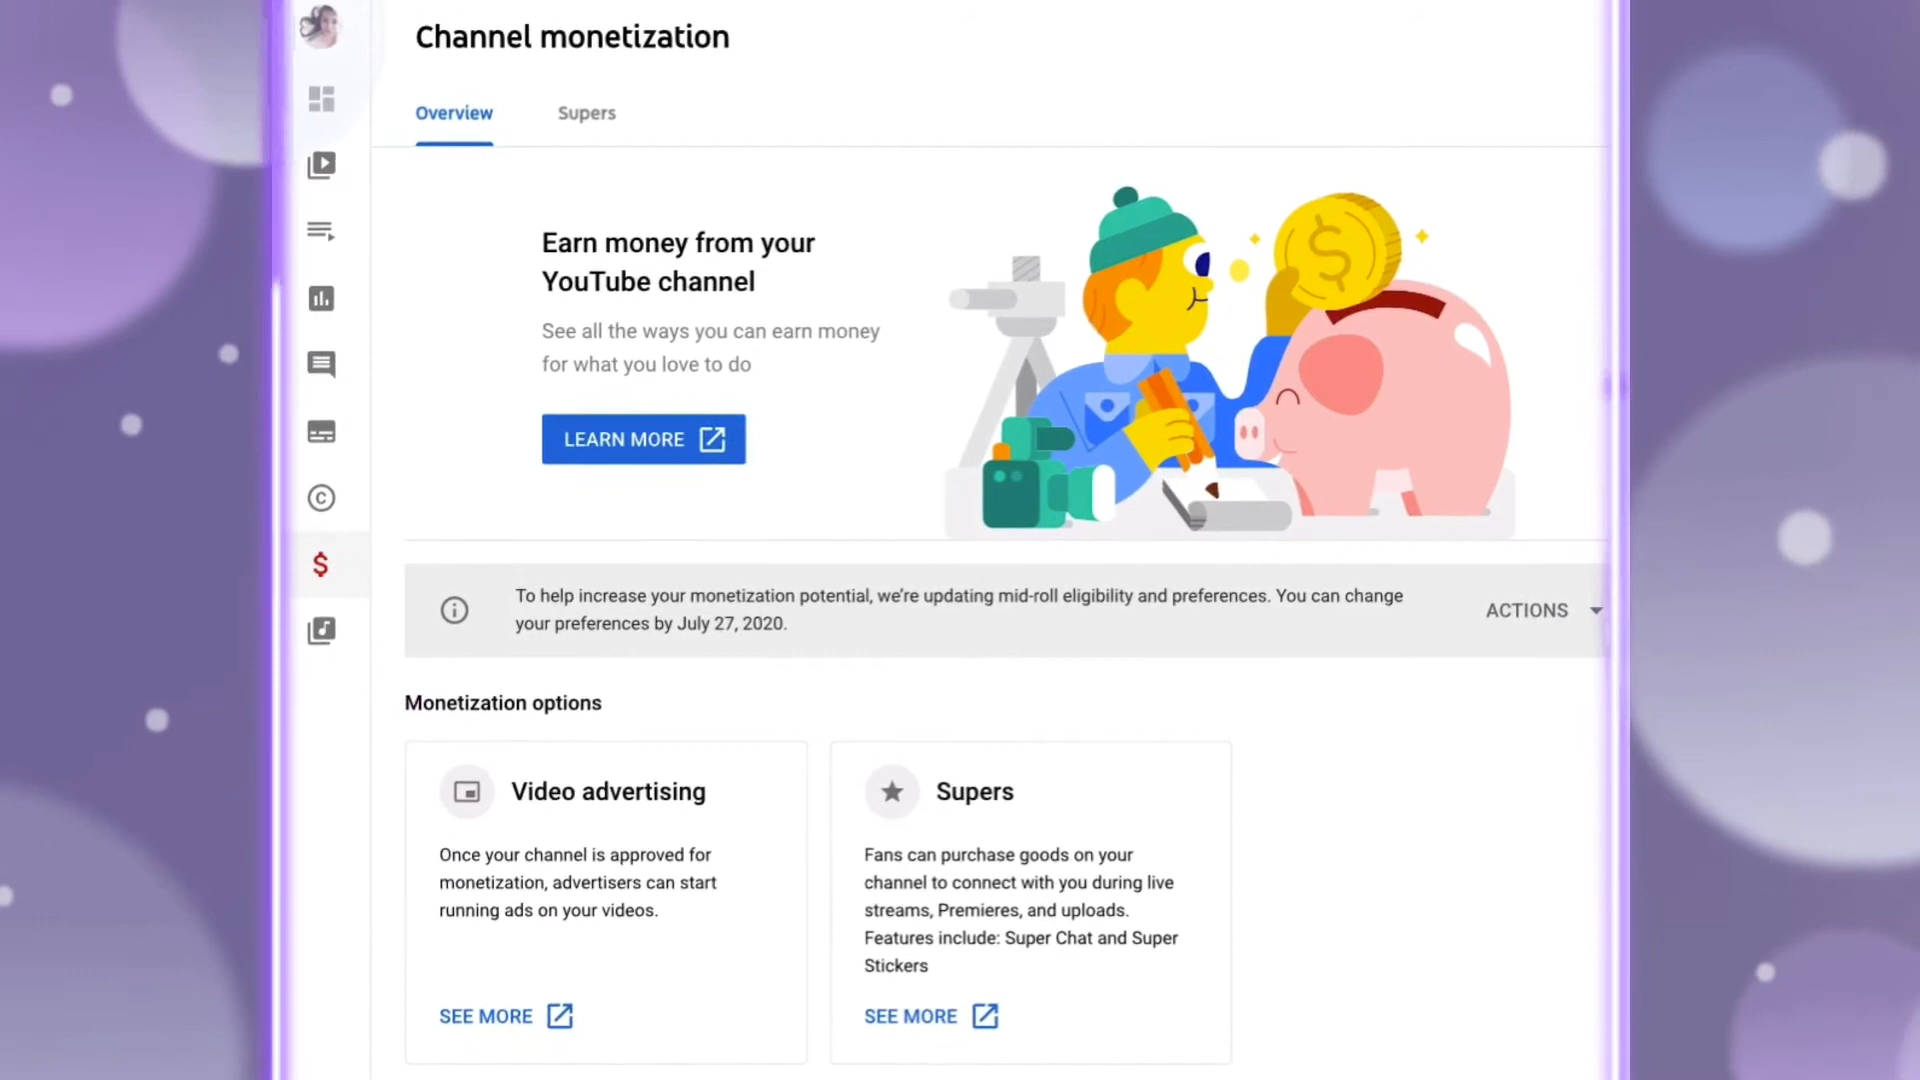 Channel monetization
Overview
Supers
Earn money from your
YouTube channel
See all the ways you can earn money
for what you love to do
LEARN MORE
To help increase your monetization potential, we're updating mid-roll eligibility and preferences. You can change
your preferences by July 27, 2020.
ACTIONS
Monetization options
Video advertising
Once your channel is approved for
monetization, advertisers can start
running ads on your videos.
SEE MORE
Supers
Fans can purchase goods on your
channel to connect with you during live
streams, Premieres, and uploads.
Features include: Super Chat and Super
Stickers
SEE MORE